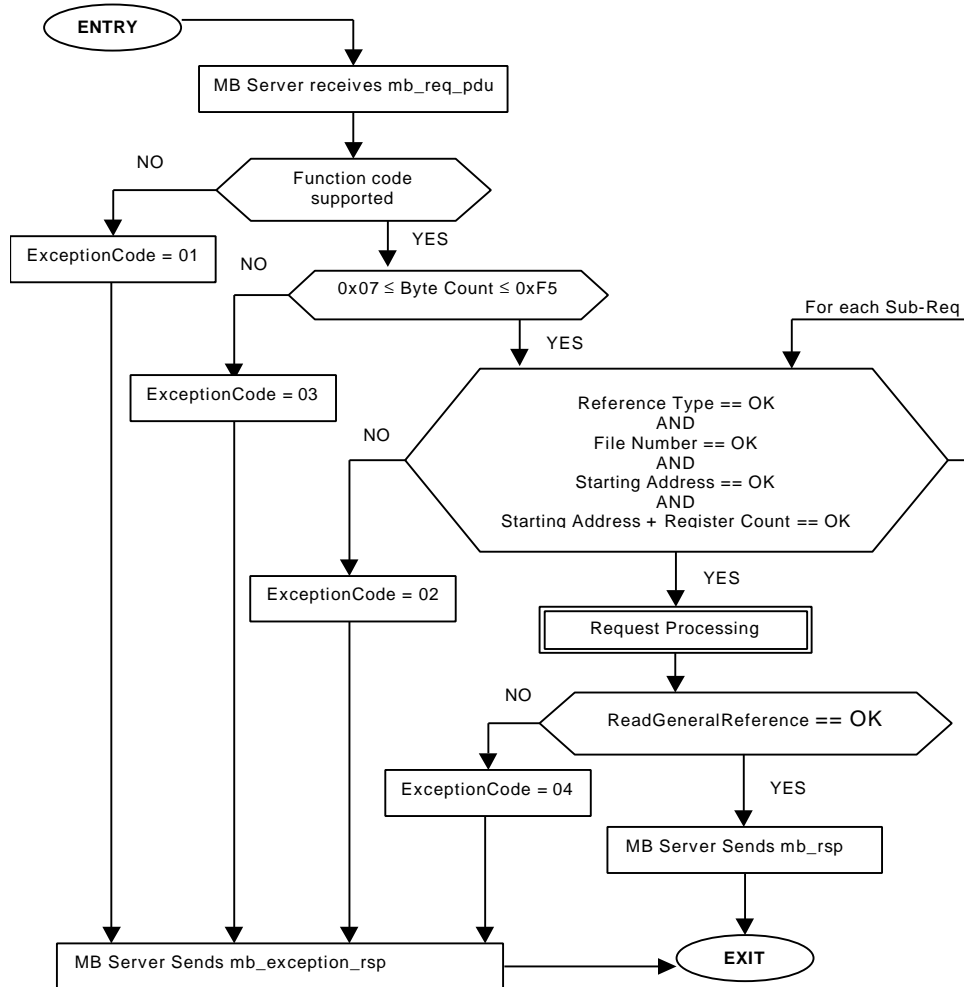 ENTRY
MB Server receives mb_req_pdu
NO
Function code
supported
YES
ExceptionCode = 01
NO
0x07 ≤ Byte Count ≤ 0xF5
For each Sub-Req
YES
ExceptionCode = 03
Reference Type == OK
AND
NO
File Number == OK
AND
Starting Address == OK
AND
Starting Address + Register Count == OK
YES
ExceptionCode = 02
Request Processing
NO
ReadGeneralReference == OK
YES
ExceptionCode = 04
MB Server Sends mb_rsp
MB Server Sends mb_exception_rsp
EXIT